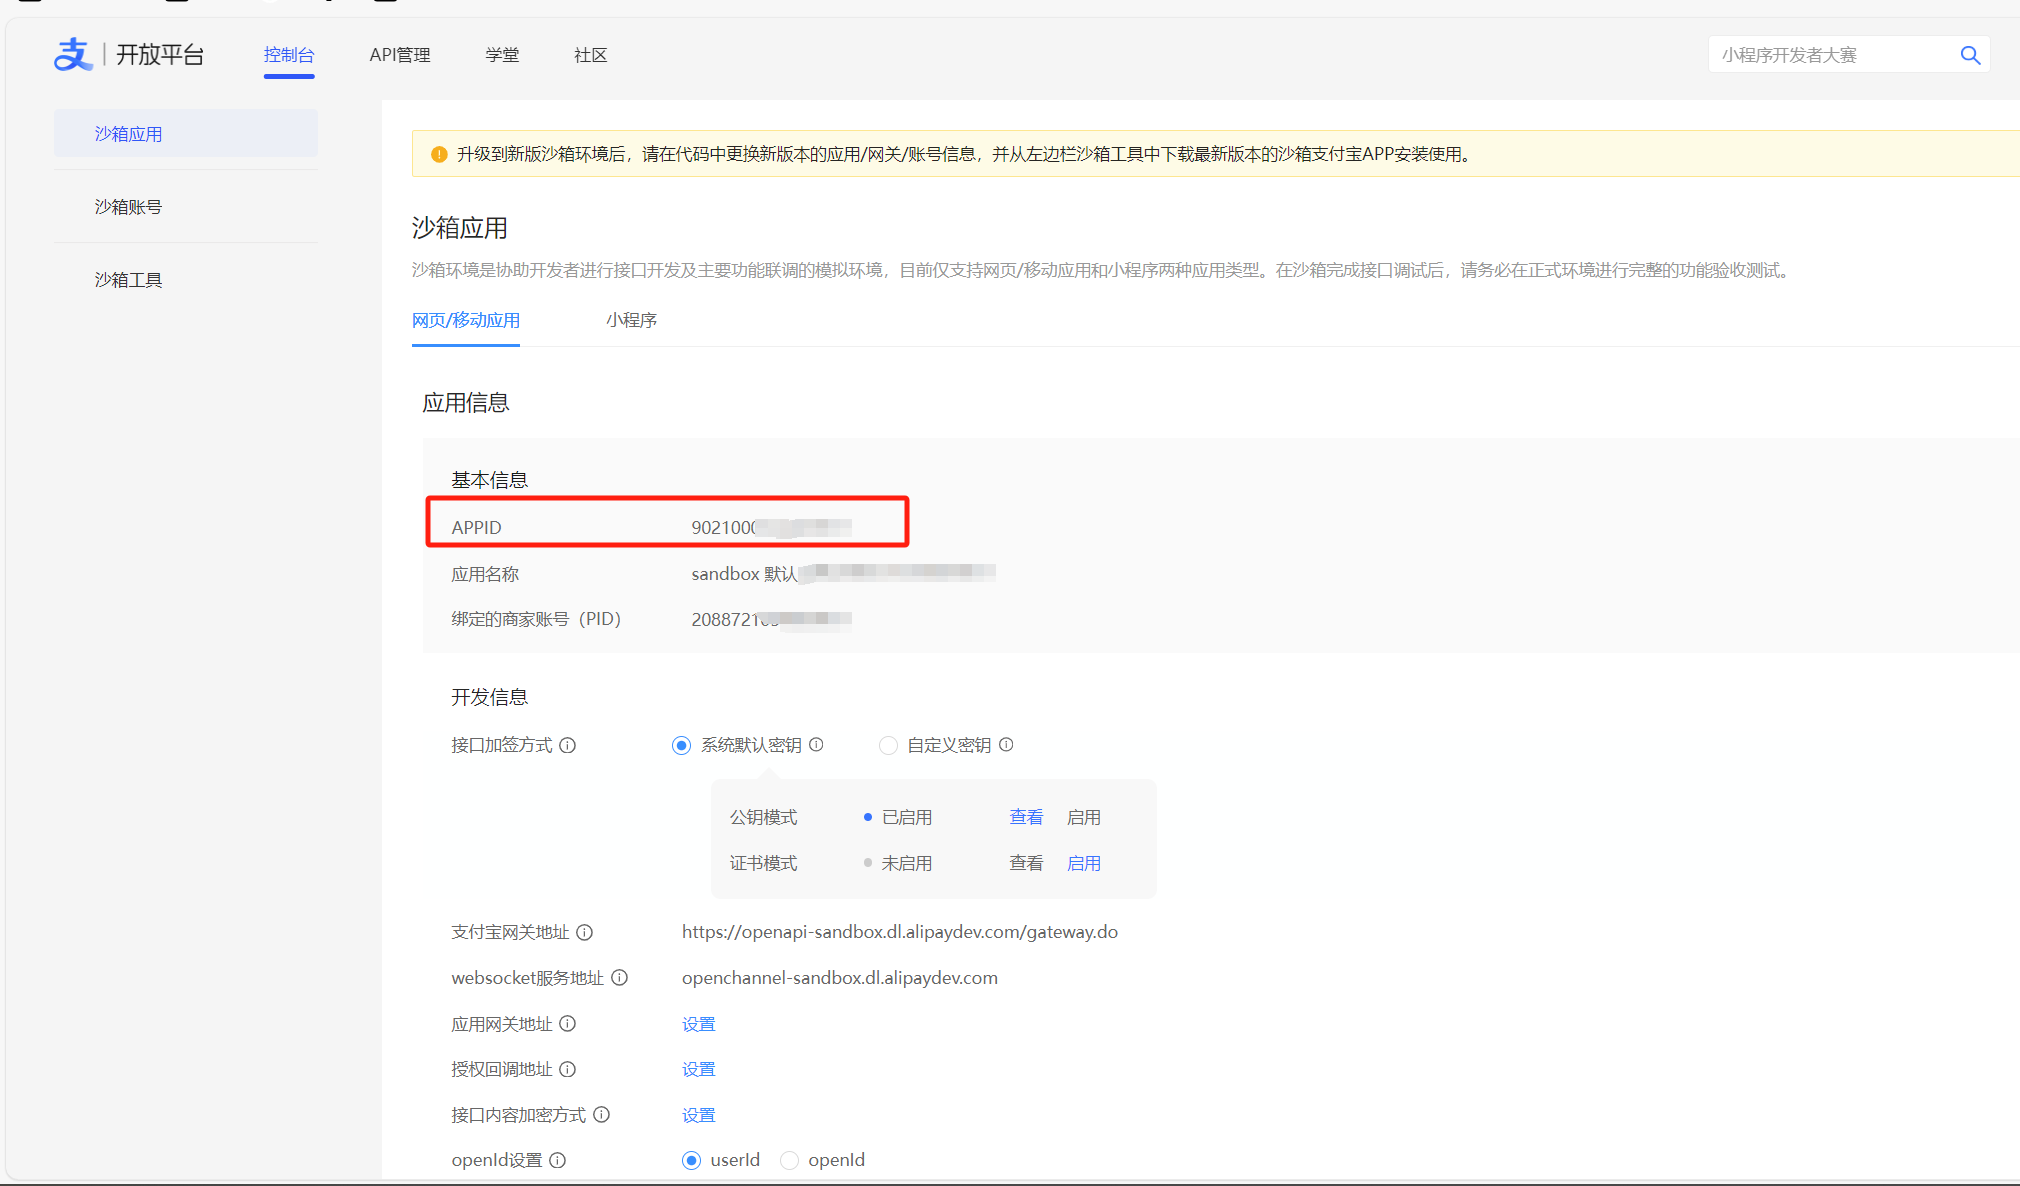 支 | 开放平台 控制台 API管理 学堂 社区 小程序开发者大赛
沙箱应用
沙箱账号
沙箱工具
升级到新版沙箱环境后，请在代码中更换新版本的应用/网关/账号信息，并从左边栏沙箱工具中下载最新版本的沙箱支付宝APP安装使用。
沙箱应用
沙箱环境是协助开发者进行接口开发及主要功能联调的模拟环境，目前仅支持网页/移动应用和小程序两种应用类型。在沙箱完成接口调试后，请务必在正式环境进行完整的功能验收测试。
网页/移动应用 小程序
应用信息
基本信息
APPID 902100
应用名称 sandbox 默认
绑定的商家账号（PID） 2088721
开发信息
接口加签方式 系统默认密钥 自定义密钥
公钥模式 已启用 查看 启用
证书模式 未启用 查看 启用
支付宝网关地址 https://openapi-sandbox.dl.alipaydev.com/gateway.do
websocket服务地址 openchannel-sandbox.dl.alipaydev.com
应用网关地址 设置
授权回调地址 设置
接口内容加密方式 设置
openId设置 userId openId